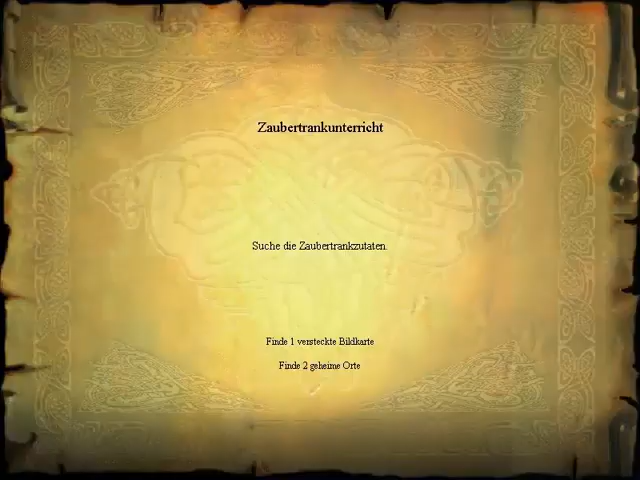 Zaubertrankunterricht
Suche die Zaubertrankzutaten.
Finde 1 versteckte Bildkarte
Finde 2 geheime Orte